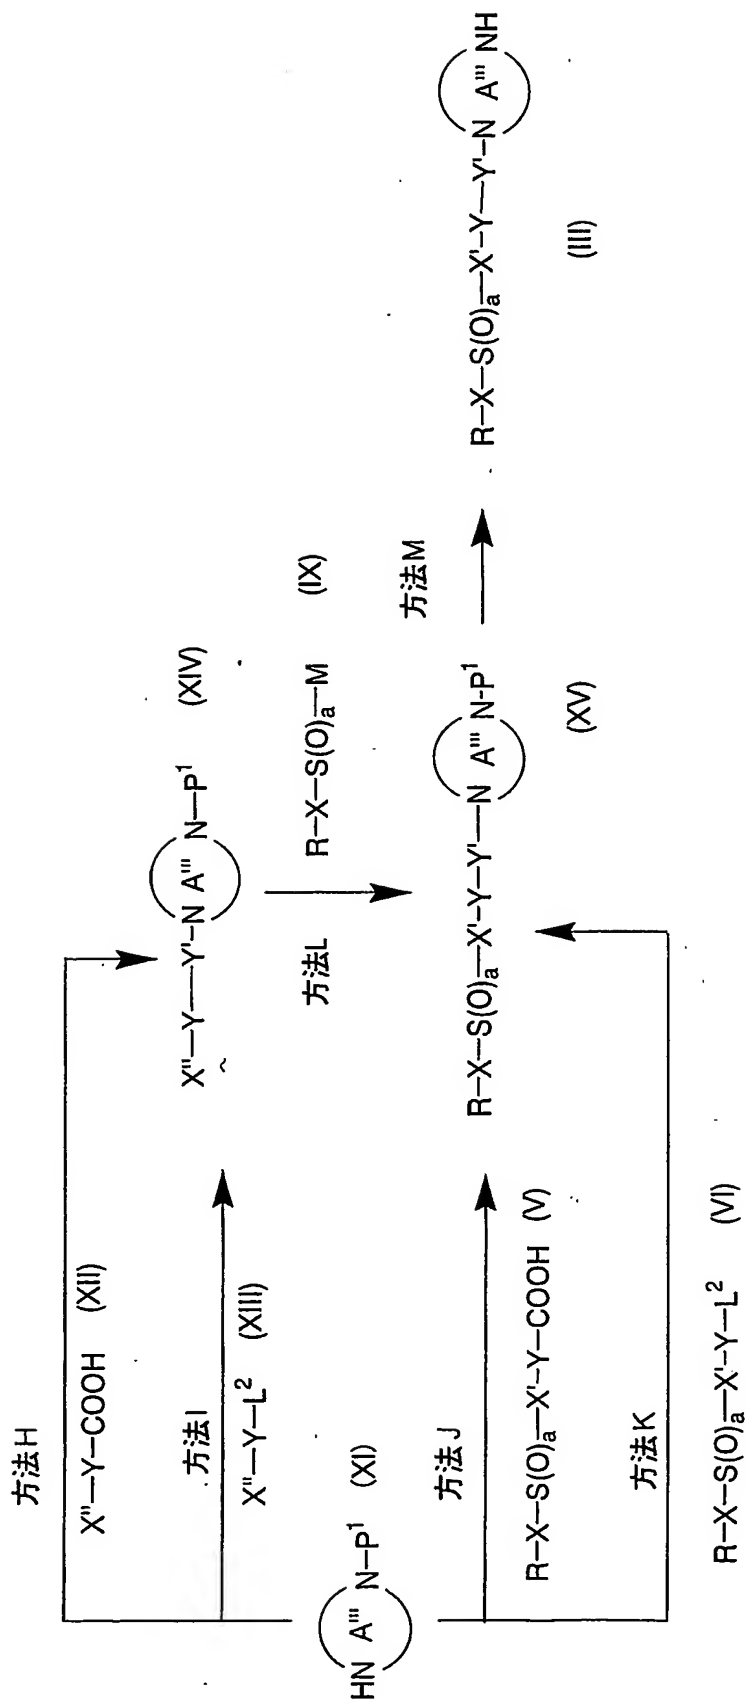 方法H
X"—Y—COOH (XII)
X"—Y—Y'—N A''' N—P¹ (XIV)
方法I
X"—Y—L² (XIII)
HN A''' N—P¹ (XI)
方法L
R—X—S(O)ₐ—M (IX)
方法J
R—X—S(O)ₐ—X'—Y—COOH (V)
R—X—S(O)ₐ—X'—Y—Y'—N A''' N-P¹
(XV)
方法M
R—X—S(O)ₐ—X'—Y—Y'—N A''' NH
(III)
方法K
R—X—S(O)ₐ—X'—Y—L² (VI)